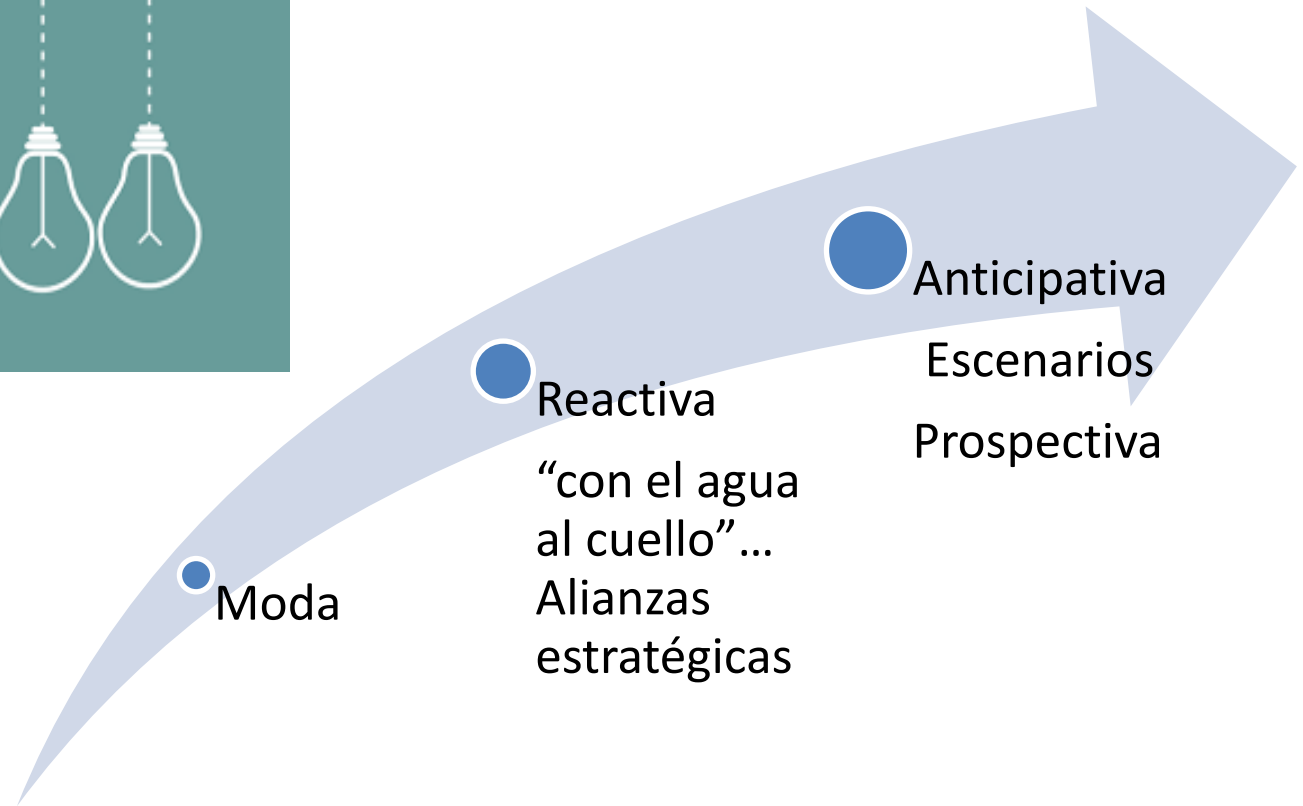 Moda
Reactiva
“con el agua
al cuello”…
Alianzas
estratégicas
Anticipativa
Escenarios
Prospectiva